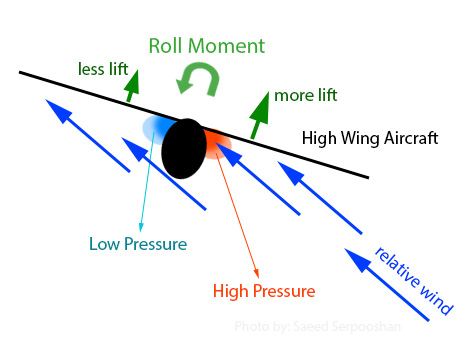 Roll Moment
less lift
more lift
High Wing Aircraft
Low Pressure
relative wind
High Pressure
Photo by: Saeed Serpooshan